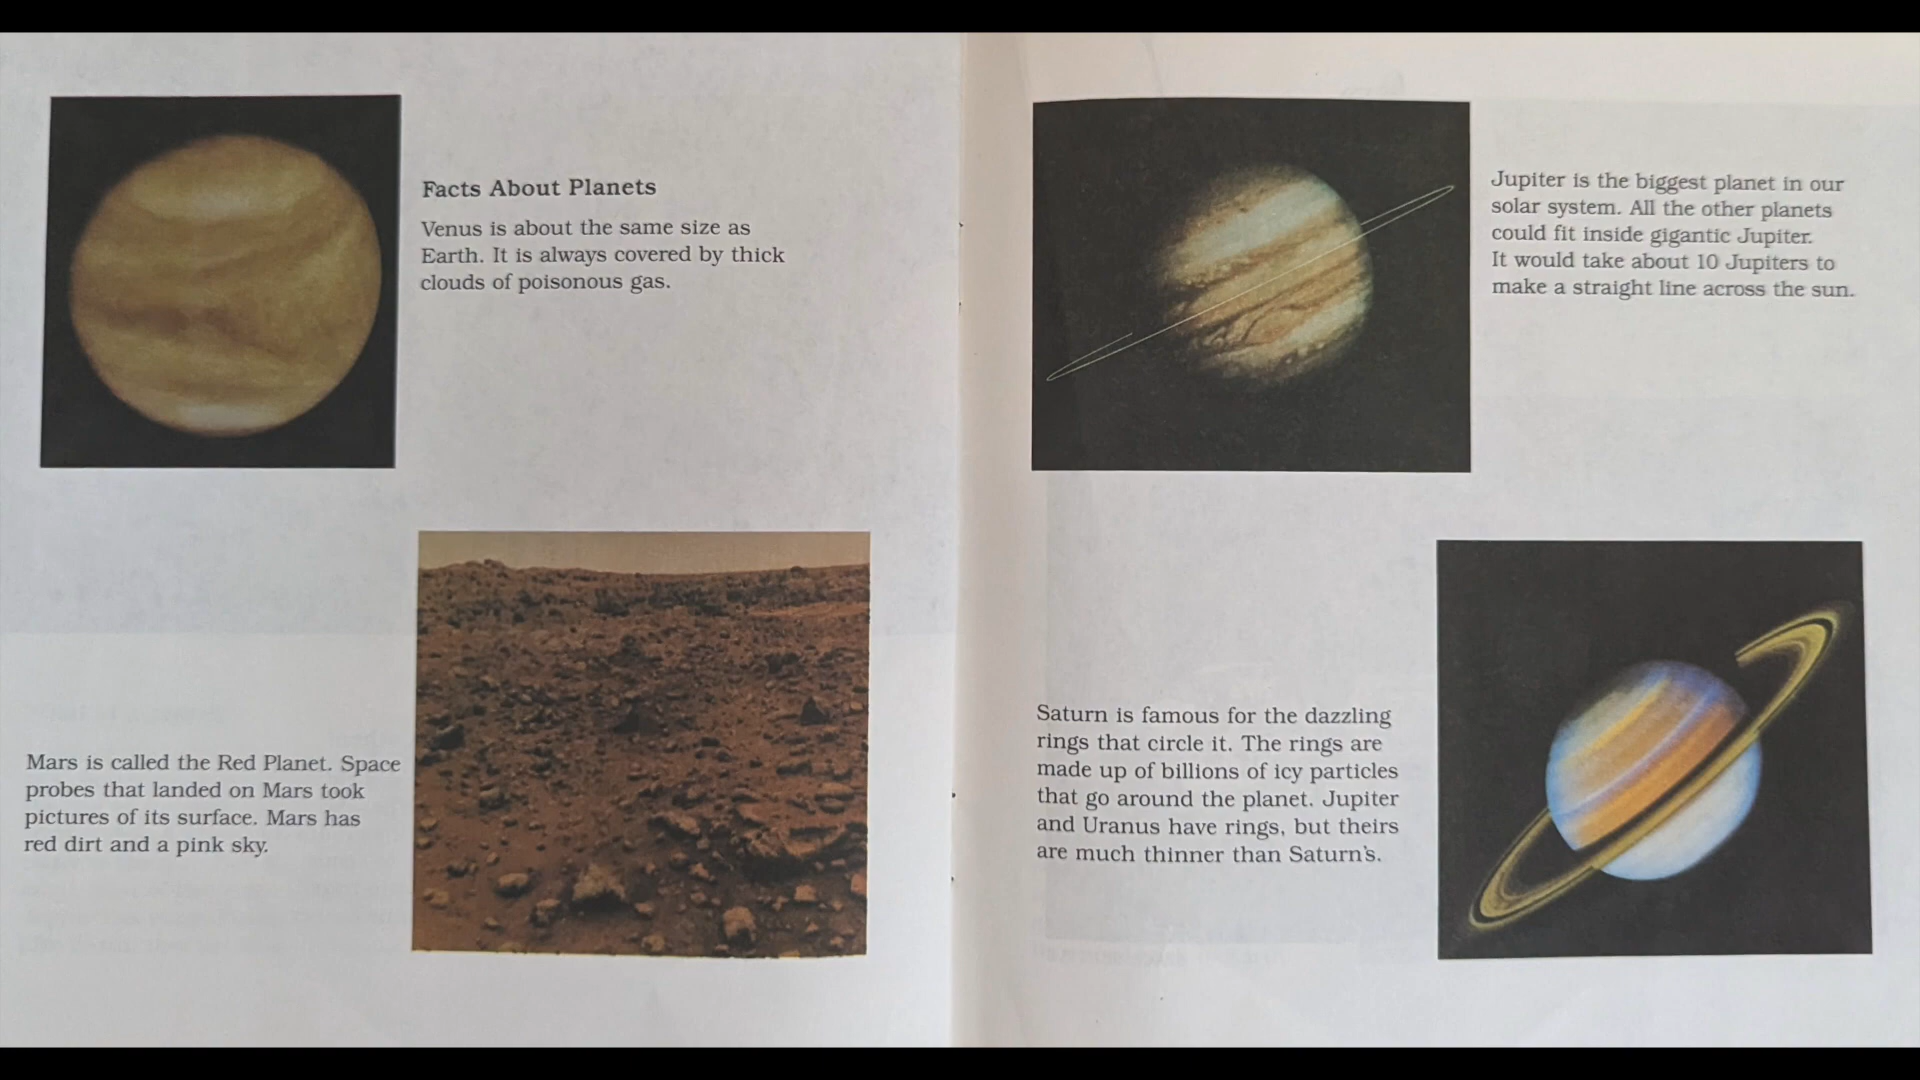 Facts About Planets
Venus is about the same size as
Earth. It is always covered by thick
clouds of poisonous gas.
Mars is called the Red Planet. Space
probes that landed on Mars took
pictures of its surface. Mars has
red dirt and a pink sky.
Jupiter is the biggest planet in our
solar system. All the other planets
could fit inside gigantic Jupiter.
It would take about 10 Jupiters to
make a straight line across the sun.
Saturn is famous for the dazzling
rings that circle it. The rings are
made up of billions of icy particles
that go around the planet. Jupiter
and Uranus have rings, but theirs
are much thinner than Saturn's.